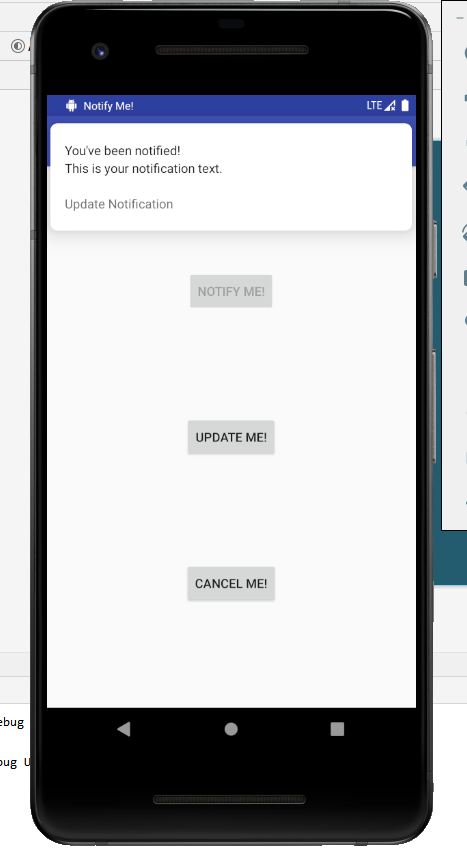 Notify Me!
LTE
You've been notified!
This is your notification text.
Update Notification
NOTIFY ME!
UPDATE ME!
CANCEL ME!
ebug
bug U